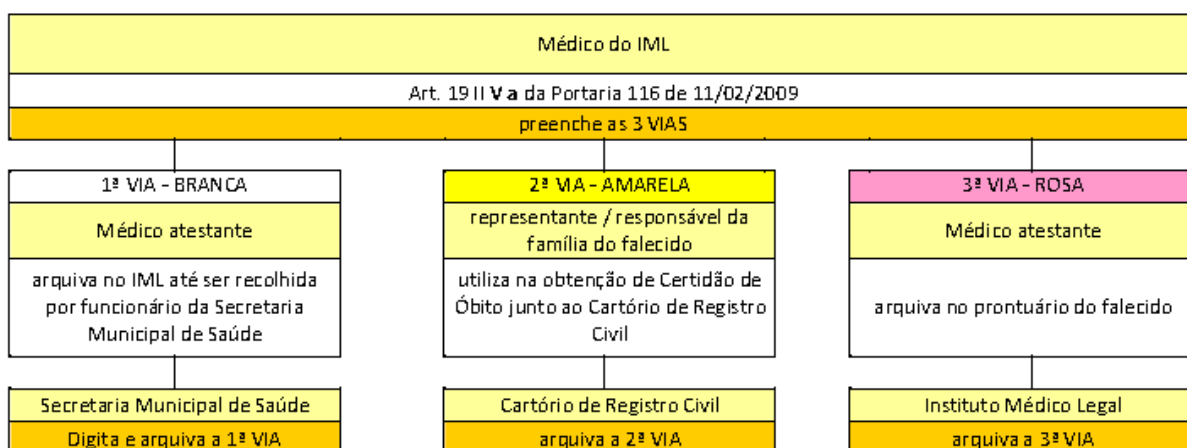 Médico do IML
Art. 19 II V a da Portaria 116 de 11/02/2009
preenche as 3 VIAS
1ª VIA - BRANCA
Médico atestante
arquiva no IML até ser recolhida
por funcionário da Secretaria
Municipal de Saúde
Secretaria Municipal de Saúde
Digita e arquiva a 1ª VIA
2ª VIA - AMARELA
representante / responsável da
família do falecido
utiliza na obtenção de Certidão de
Óbito junto ao Cartório de Registro
Civil
Cartório de Registro Civil
arquiva a 2ª VIA
3ª VIA - ROSA
Médico atestante
arquiva no prontuário do falecido
Instituto Médico Legal
arquiva a 3ª VIA